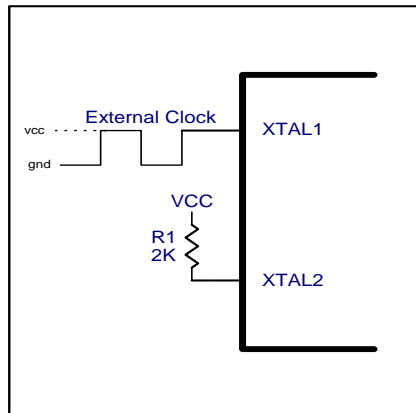 External Clock
vcc
XTAL1
gnd
VCC
R1
2K
XTAL2